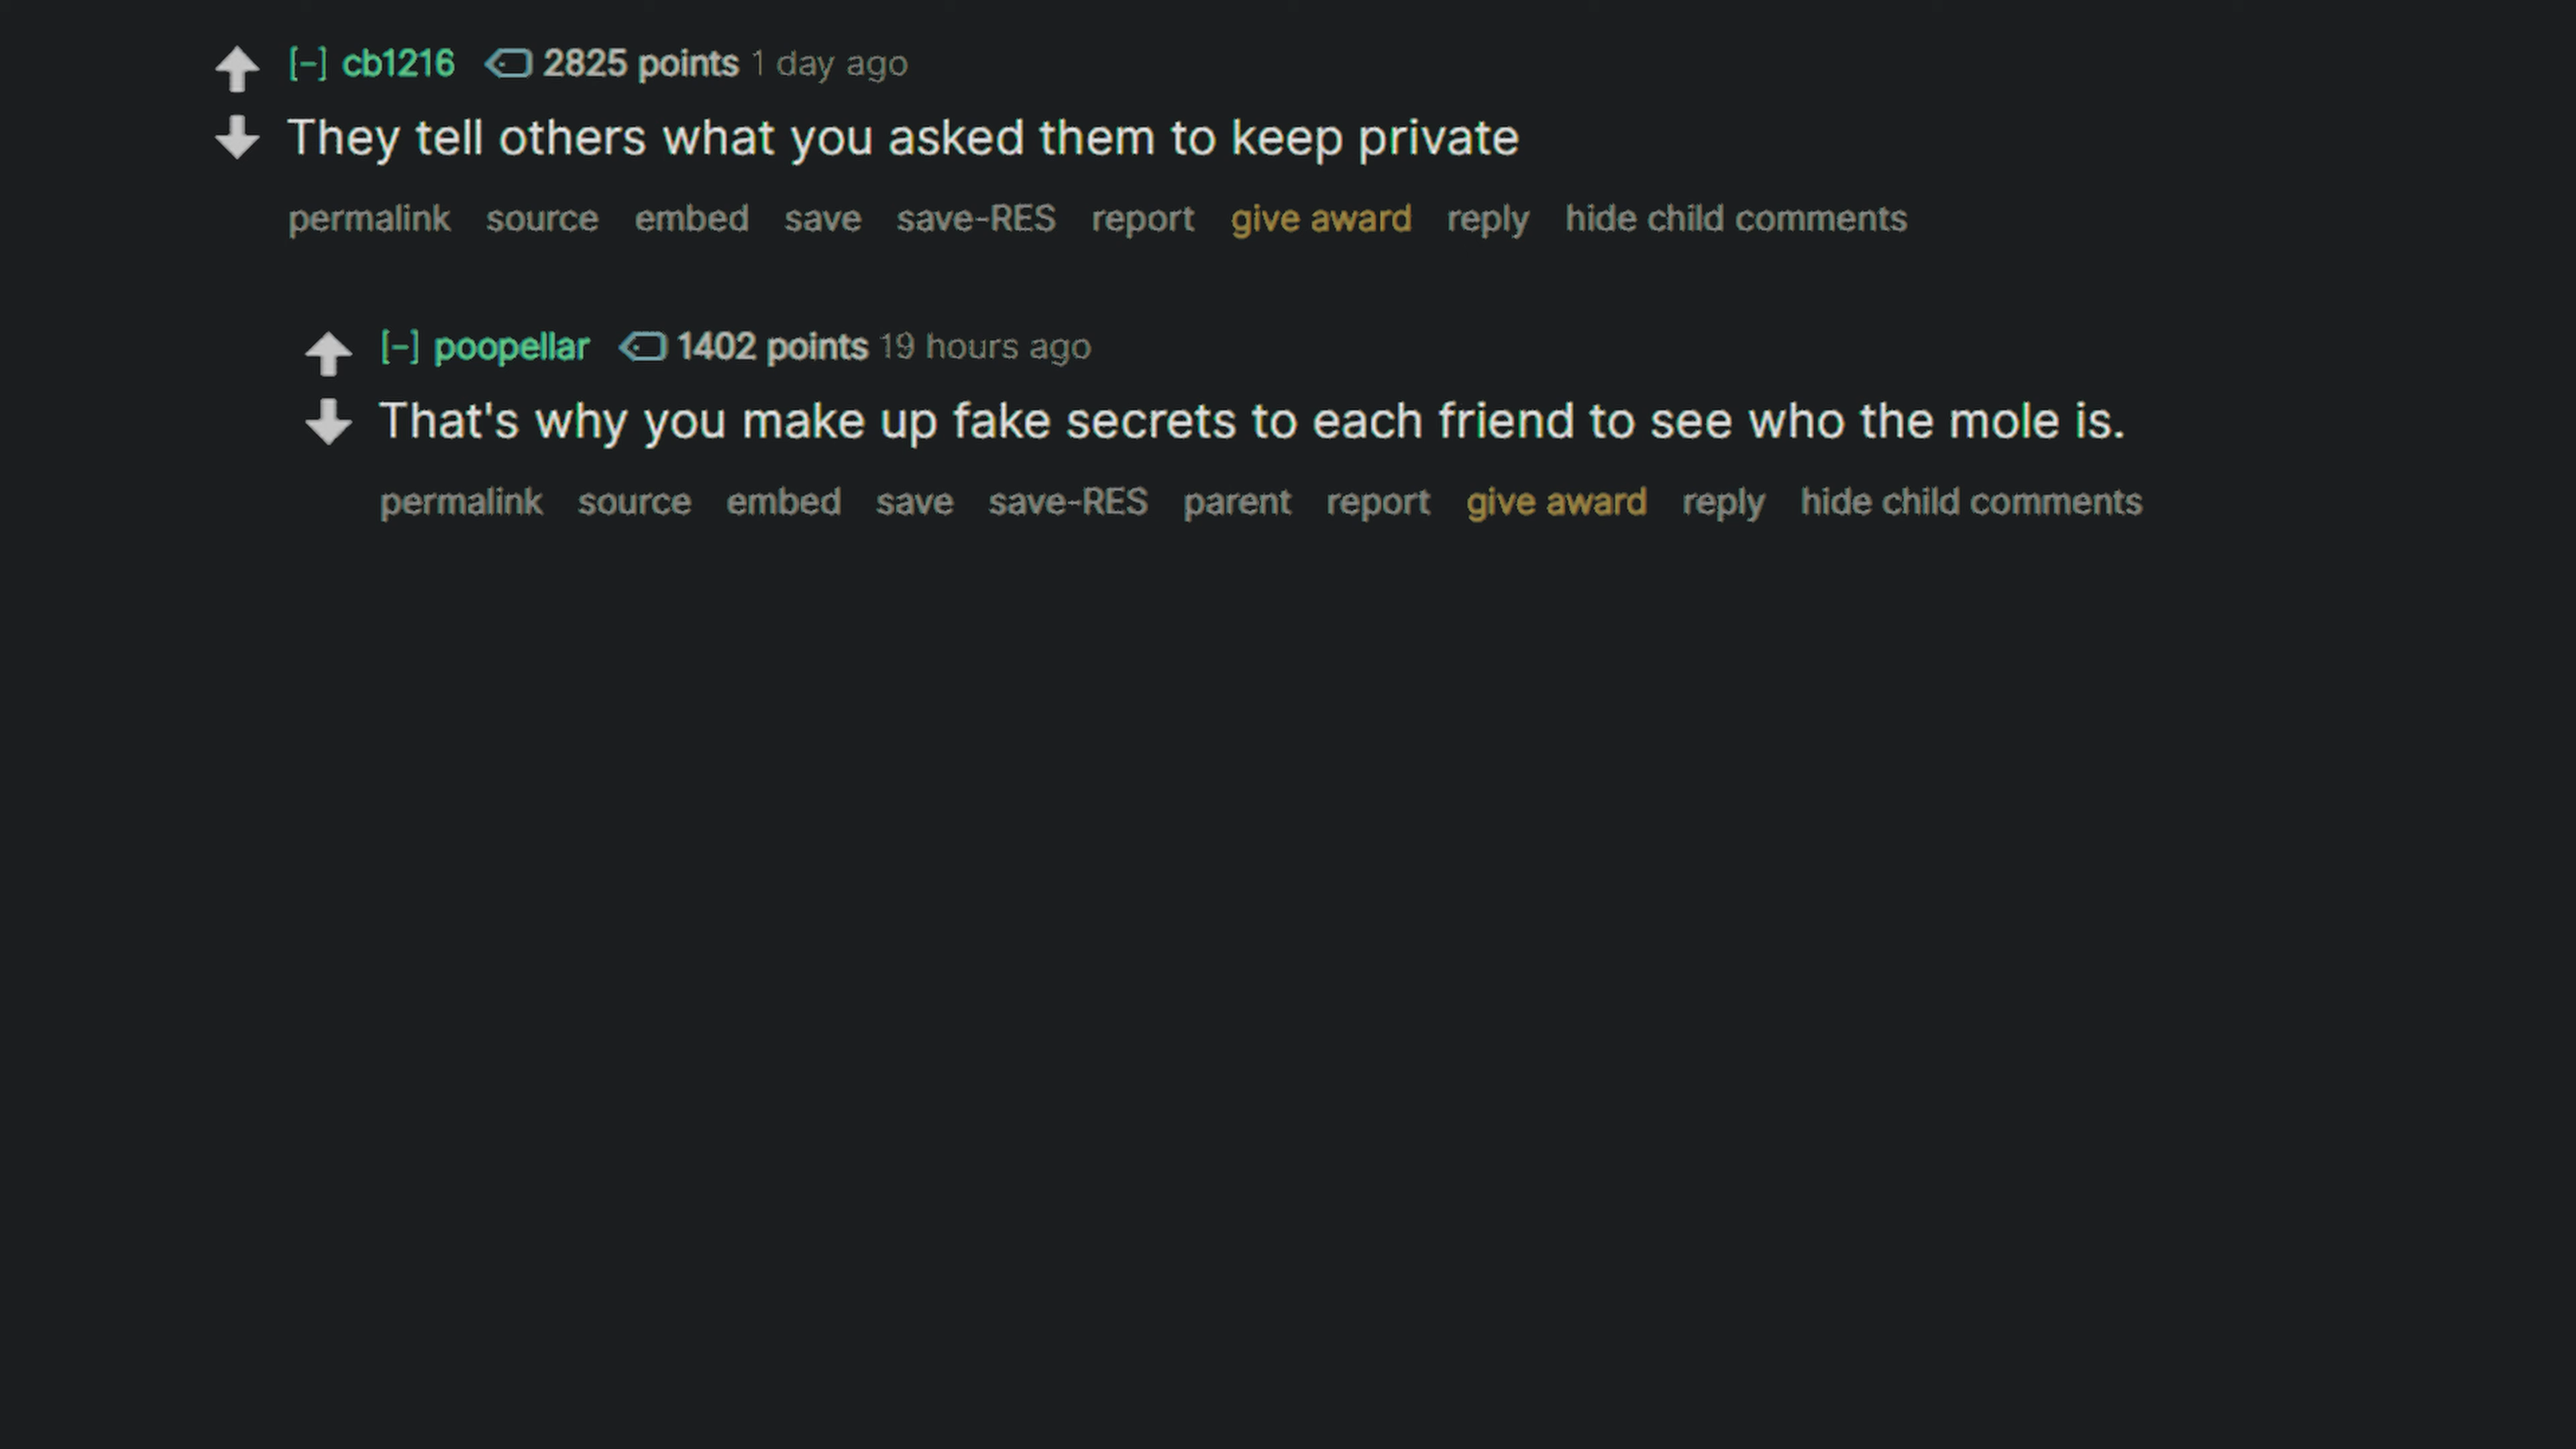 [-] cb1216 2825 points 1 day ago
They tell others what you asked them to keep private
permalink source embed save save-RES report give award reply hide child comments
[-] poopellar 1402 points 19 hours ago
That's why you make up fake secrets to each friend to see who the mole is.
permalink source embed save save-RES parent report give award reply hide child comments